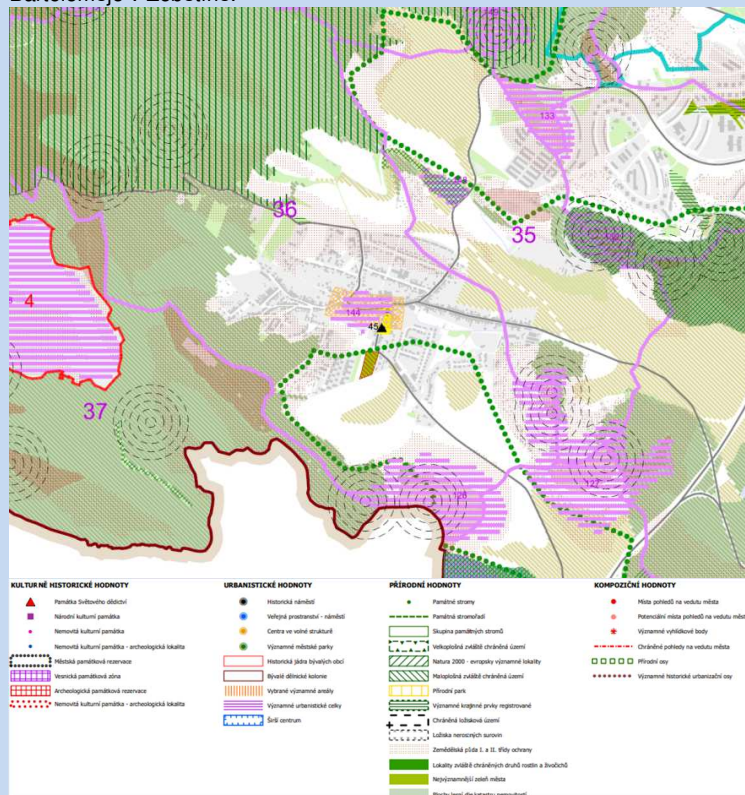 133
36
35
4
144
45
37
128
127
KULTURNĚ HISTORICKÉ HODNOTY
Památka Světového dědictví
Národní kulturní památka
Nemovitá kulturní památka
Nemovitá kulturní památka - archeologická lokalita
Městská památková rezervace
Vesnická památková zóna
Archeologická památková rezervace
Nemovitá kulturní památka - archeologická lokalita
URBANISTICKÉ HODNOTY
Historická náměstí
Veřejná prostranství - náměstí
Centra ve volné struktuře
Významné městské parky
Historická jádra bývalých obcí
Bývalé dělnické kolonie
Vybrané významné areály
Významné urbanistické celky
Širší centrum
PŘÍRODNÍ HODNOTY
Památné stromy
Památná stromořadí
Skupina památných stromů
Velkoplošná zvláště chráněná území
Natura 2000 - evropsky významné lokality
Maloplošná zvláště chráněná území
Přírodní park
Významné krajinné prvky registrované
Chráněná ložisková území
Ložiska nerostných surovin
Zemědělská půda I. a II. třídy ochrany
Lokality zvláště chráněných druhů rostlin a živočichů
Nejvýznamnější zeleň města
KOMPOZIČNÍ HODNOTY
Místa pohledů na vedutu města
Potenciální místa pohledů na vedutu města
Významné vyhlídkové body
Chráněné pohledy na vedutu města
Přírodní osy
Významné historické urbanizační osy